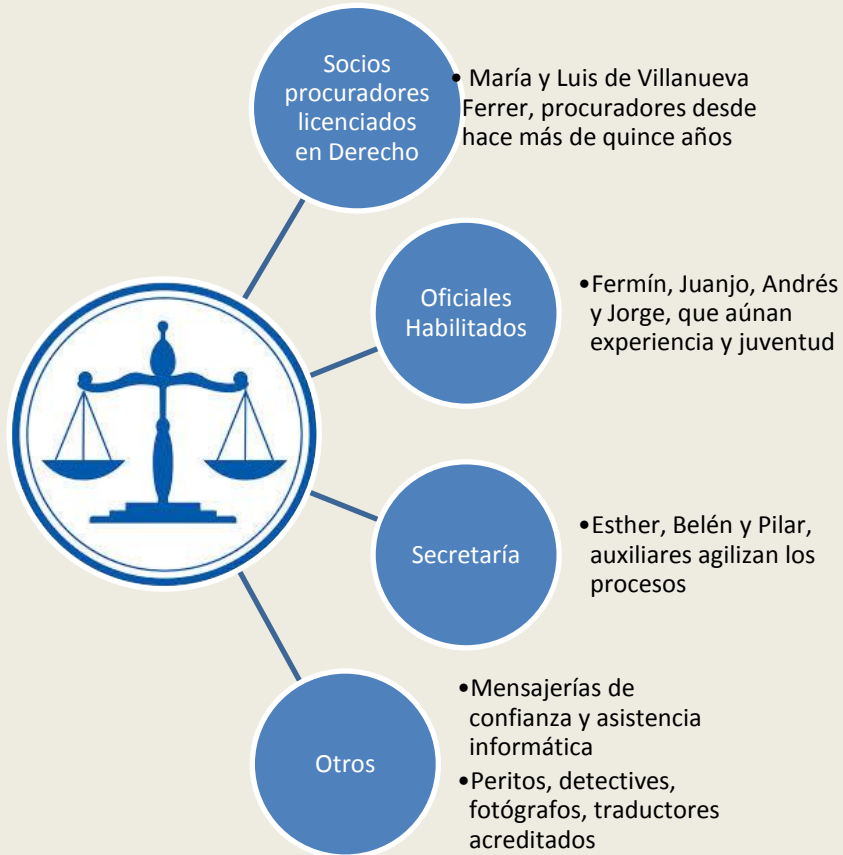 Socios
procuradores
licenciados
en Derecho
• María y Luis de Villanueva
Ferrer, procuradores desde
hace más de quince años
Oficiales
Habilitados
•Fermín, Juanjo, Andrés
y Jorge, que aúnan
experiencia y juventud
Secretaría
•Esther, Belén y Pilar,
auxiliares agilizan los
procesos
Otros
•Mensajerías de
confianza y asistencia
informática
•Peritos, detectives,
fotógrafos, traductores
acreditados